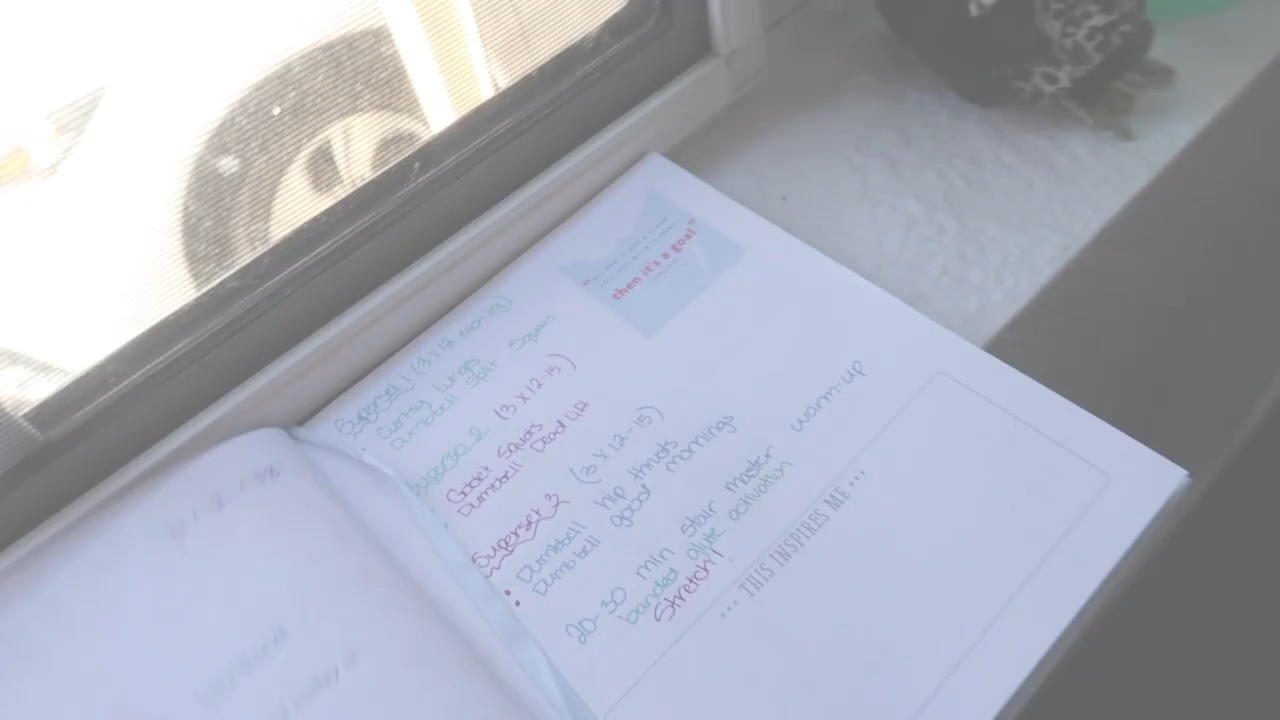 then it's a goal"
Superset 1 (3 x 12 each leg)
Curtsy Lunges
Dumbbell Split Squats
Superset 2 (3 x 12-15)
Goblet Squats
Dumbbell Dead Lift
Superset 3 (3 x 12-15)
Dumbbell hip thrusts
Dumbbell good mornings
20-30 min stair master warm-up
banded glute activation
Stretch!
... THIS INSPIRES ME ...